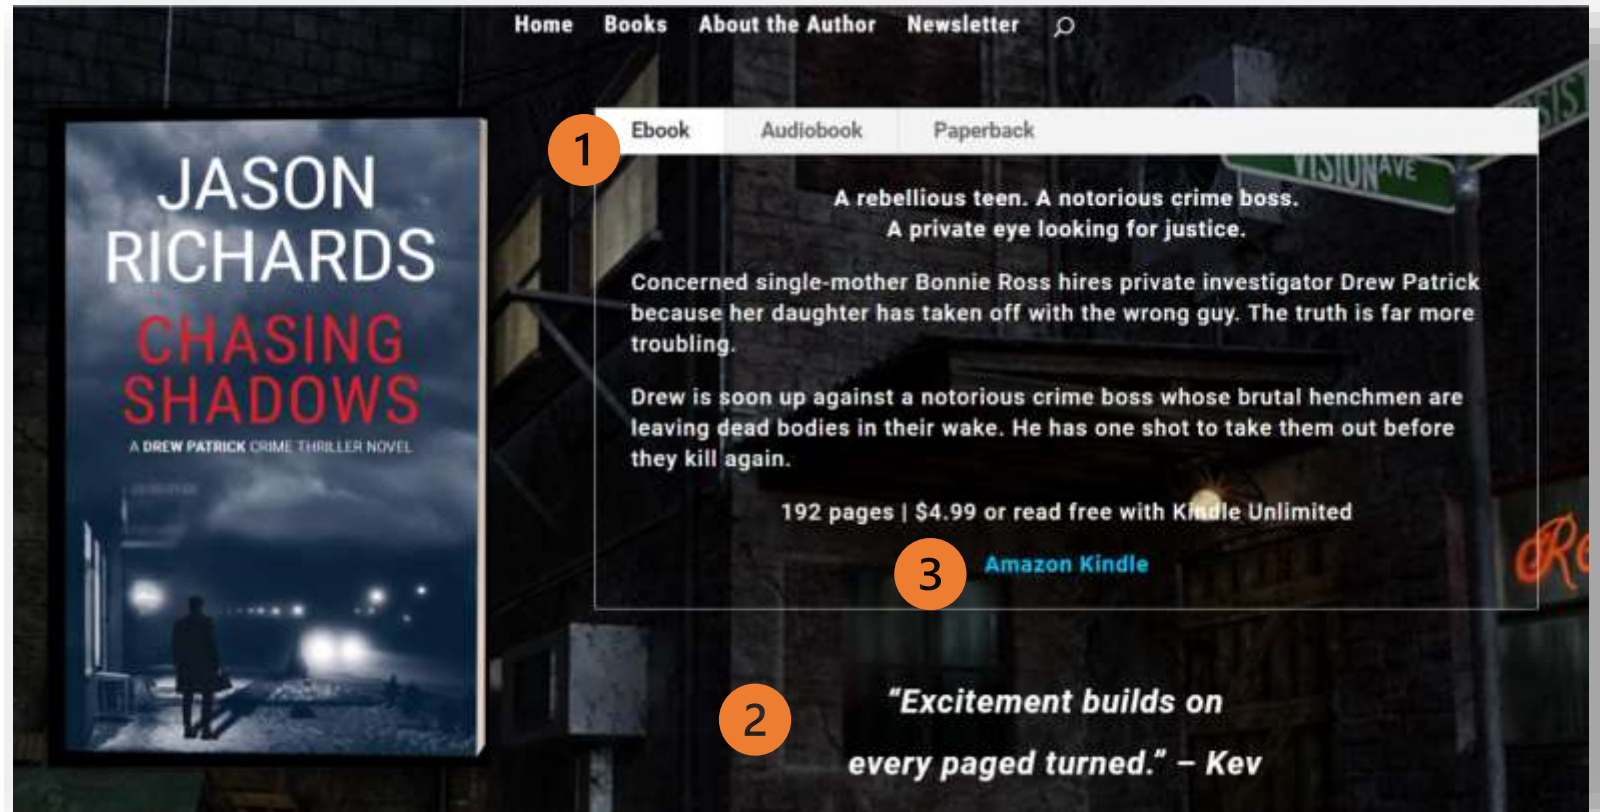 Home Books About the Author Newsletter
JASON
RICHARDS
CHASING
SHADOWS
A DREW PATRICK CRIME THRILLER NOVEL
1
Ebook Audiobook Paperback
VISION AVE
A rebellious teen. A notorious crime boss.
A private eye looking for justice.
Concerned single-mother Bonnie Ross hires private investigator Drew Patrick
because her daughter has taken off with the wrong guy. The truth is far more
troubling.
Drew is soon up against a notorious crime boss whose brutal henchmen are
leaving dead bodies in their wake. He has one shot to take them out before
they kill again.
192 pages | $4.99 or read free with Kindle Unlimited
3 Amazon Kindle
2
“Excitement builds on
every paged turned.” – Kev